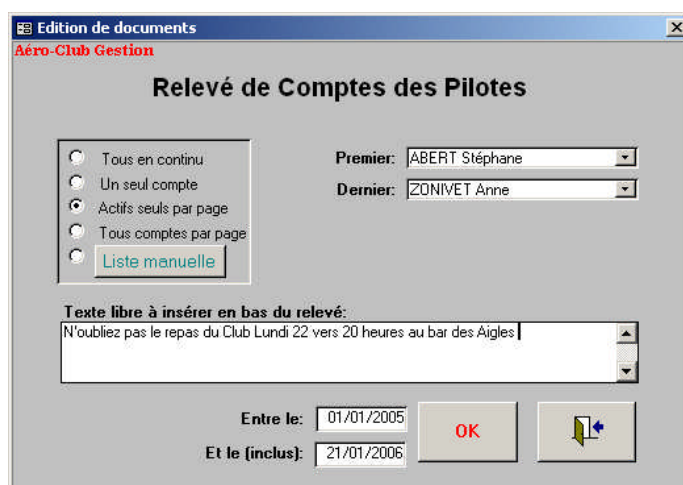 Edition de documents
Aéro-Club Gestion
Relevé de Comptes des Pilotes
Tous en continu
Un seul compte
Actifs seuls par page
Tous comptes par page
Liste manuelle
Premier: ABERT Stéphane
Dernier: ZONIVET Anne
Texte libre à insérer en bas du relevé:
N'oubliez pas le repas du Club Lundi 22 vers 20 heures au bar des Aigles
Entre le: 01/01/2005
Et le (inclus): 21/01/2006
OK